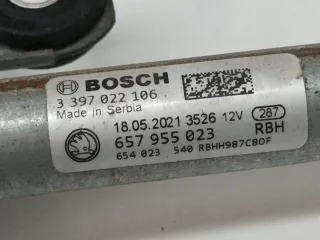 BOSCH
3 397 022 106
Made in Serbia
18.05.2021 3526 12V 287
657 955 023 RBH
654 023 S40 RBHH987C80F